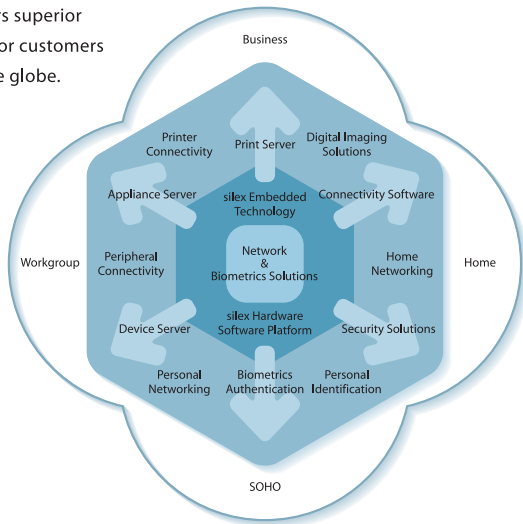 superior
customers
globe.
Business
Printer
Connectivity
Print Server
Digital Imaging
Solutions
Appliance Server
silex Embedded
Technology
Connectivity Software
Workgroup
Peripheral
Connectivity
Network
&
Biometrics Solutions
Home
Networking
Home
Device Server
silex Hardware
Software Platform
Security Solutions
Personal
Networking
Biometrics
Authentication
Personal
Identification
SOHO